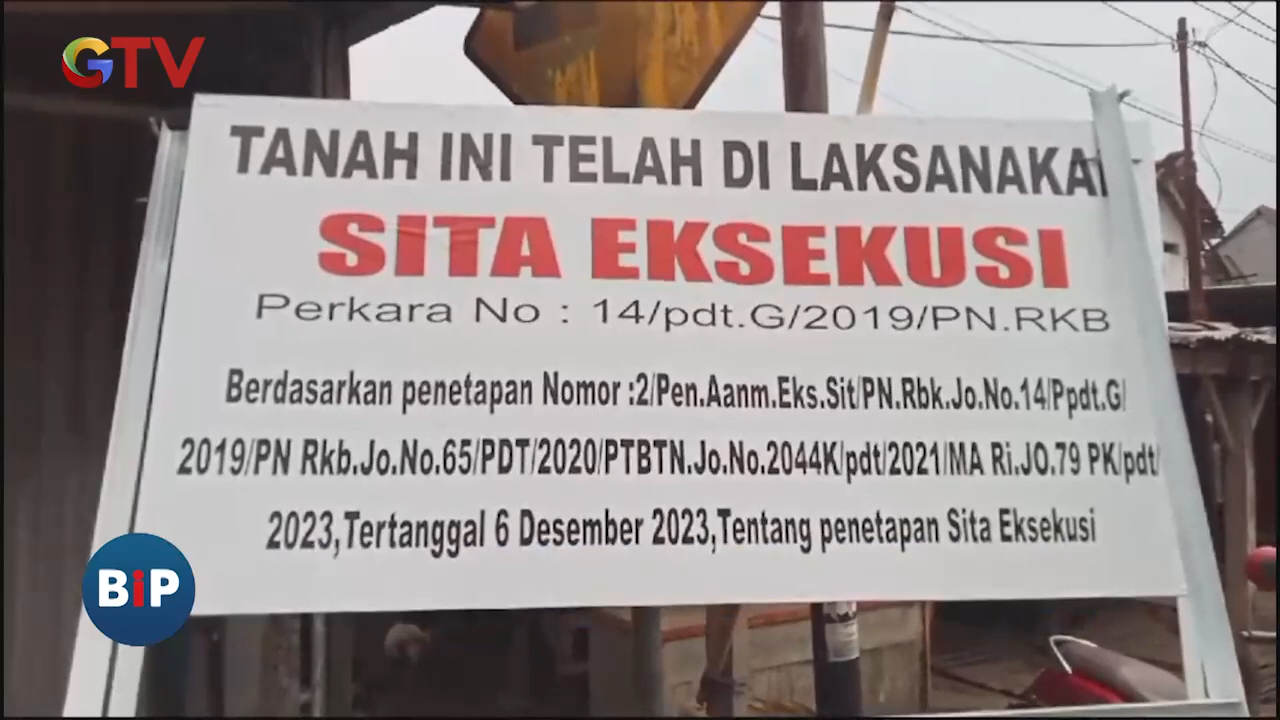 GTV
TANAH INI TELAH DI LAKSANAKAN
SITA EKSEKUSI
Perkara No : 14/pdt.G/2019/PN.RKB
Berdasarkan penetapan Nomor :2/Pen.Aanm.Eks.Sit/PN.Rbk.Jo.No.14/Ppdt.G/
2019/PN Rkb.Jo.No.65/PDT/2020/PTBTN.Jo.No.2044K/pdt/2021/MA Ri.JO.79 PK/pdt/
2023,Tertanggal 6 Desember 2023,Tentang penetapan Sita Eksekusi
BiP